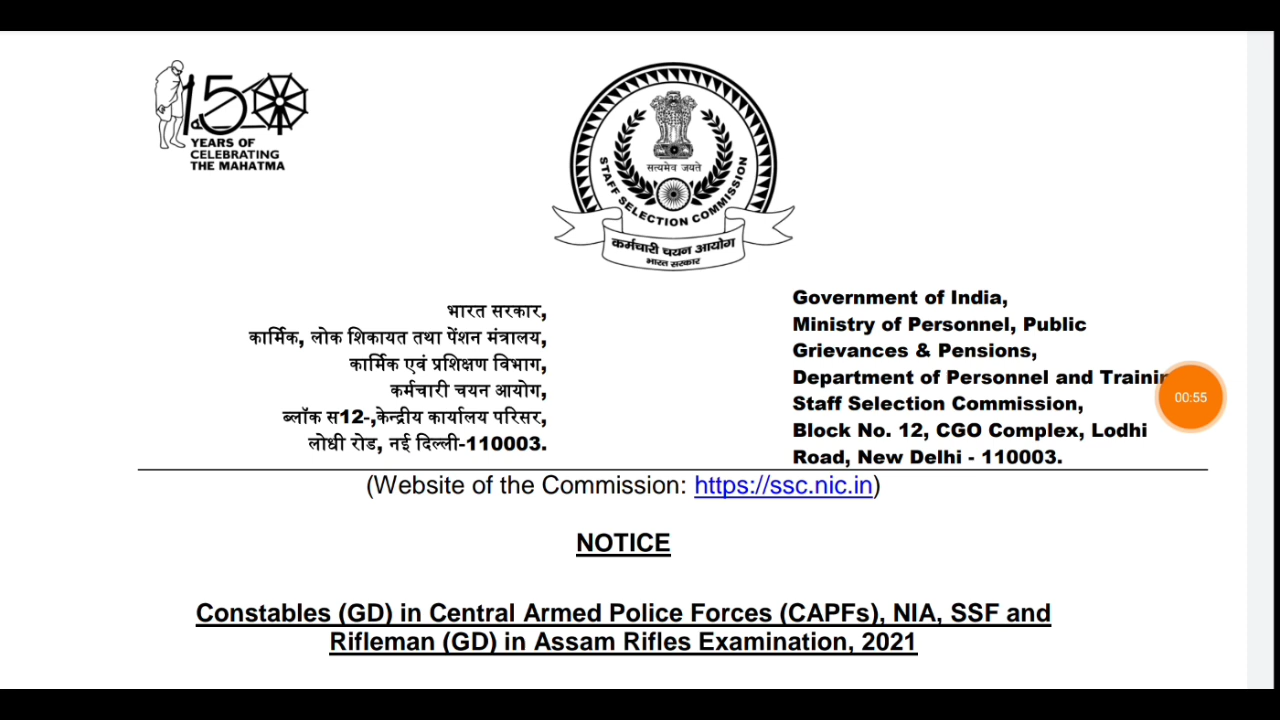 150
YEARS OF
CELEBRATING
THE MAHATMA
सत्यमेव जयते
STAFF SELECTION COMMISSION
कर्मचारी चयन आयोग
भारत सरकार
भारत सरकार,
कार्मिक, लोक शिकायत तथा पेंशन मंत्रालय,
कार्मिक एवं प्रशिक्षण विभाग,
कर्मचारी चयन आयोग,
ब्लॉक स12-,केन्द्रीय कार्यालय परिसर,
लोधी रोड, नई दिल्ली-110003.
Government of India,
Ministry of Personnel, Public
Grievances & Pensions,
Department of Personnel and Trainin
Staff Selection Commission,
Block No. 12, CGO Complex, Lodhi
Road, New Delhi - 110003.
00:55
(Website of the Commission: https://ssc.nic.in)
NOTICE
Constables (GD) in Central Armed Police Forces (CAPFs), NIA, SSF and
Rifleman (GD) in Assam Rifles Examination, 2021